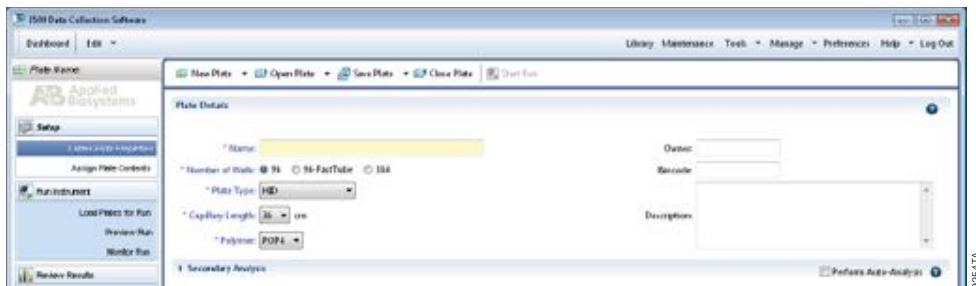 3500 Data Collection Software
Dashboard Edit
Library Maintenance Tools Manage Preferences Help Log Out
Plate Name:
New Plate Open Plate Save Plate Close Plate Start Run
AB Applied Biosystems
Plate Details
Setup
* Name:
Owner:
Assign Plate Contents
* Number of Wells: 96 96-FastTube 384
Barcode:
Run Instrument
* Plate Type: HID
Load Plates for Run
* Capillary Length: 36 cm
Description:
Preview Run
* Polymer: POP4
Monitor Run
Review Results
Secondary Analysis
Perform Auto-Analysis